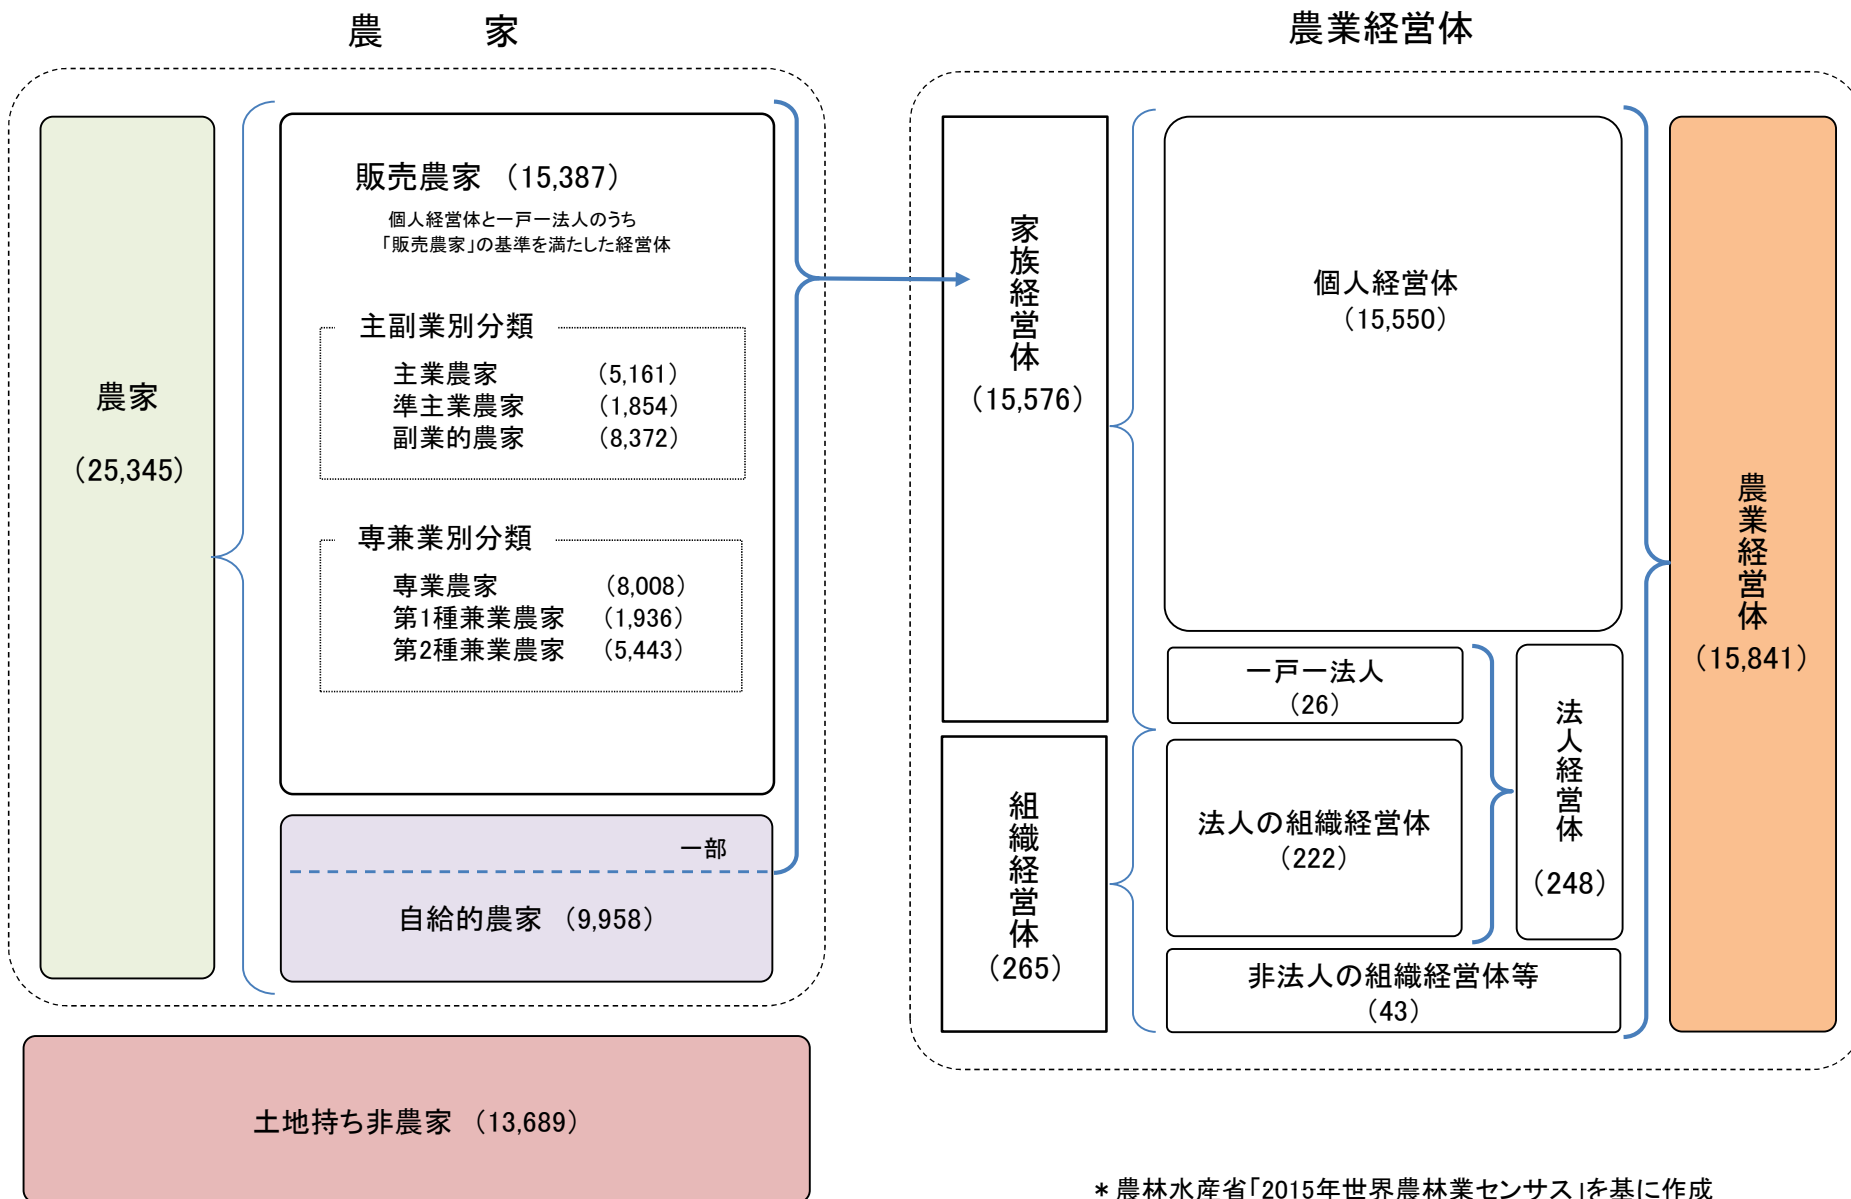 農　　家
農家
（25,345）
販売農家 （15,387）
個人経営体と一戸一法人のうち
「販売農家」の基準を満たした経営体
主副業別分類
主業農家 （5,161）
準主業農家 （1,854）
副業的農家 （8,372）
専兼業別分類
専業農家 （8,008）
第1種兼業農家 （1,936）
第2種兼業農家 （5,443）
一部
自給的農家 （9,958）
土地持ち非農家 （13,689）
農業経営体
家族経営体
（15,576）
組織経営体
（265）
個人経営体
（15,550）
一戸一法人
（26）
法人の組織経営体
（222）
法人経営体
（248）
非法人の組織経営体等
（43）
農業経営体
（15,841）
＊農林水産省「2015年世界農林業センサス」を基に作成